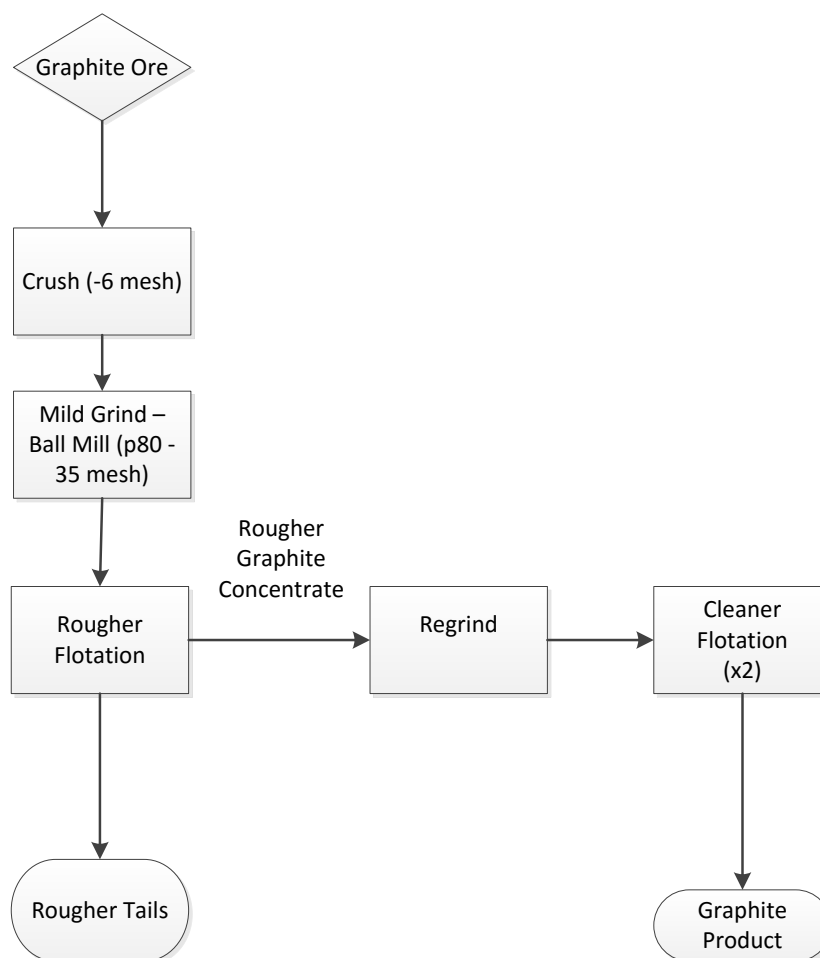 Graphite Ore
Crush (-6 mesh)
Mild Grind –
Ball Mill (p80 -
35 mesh)
Rougher
Graphite
Concentrate
Rougher
Flotation
Regrind
Cleaner
Flotation
(x2)
Rougher Tails
Graphite
Product